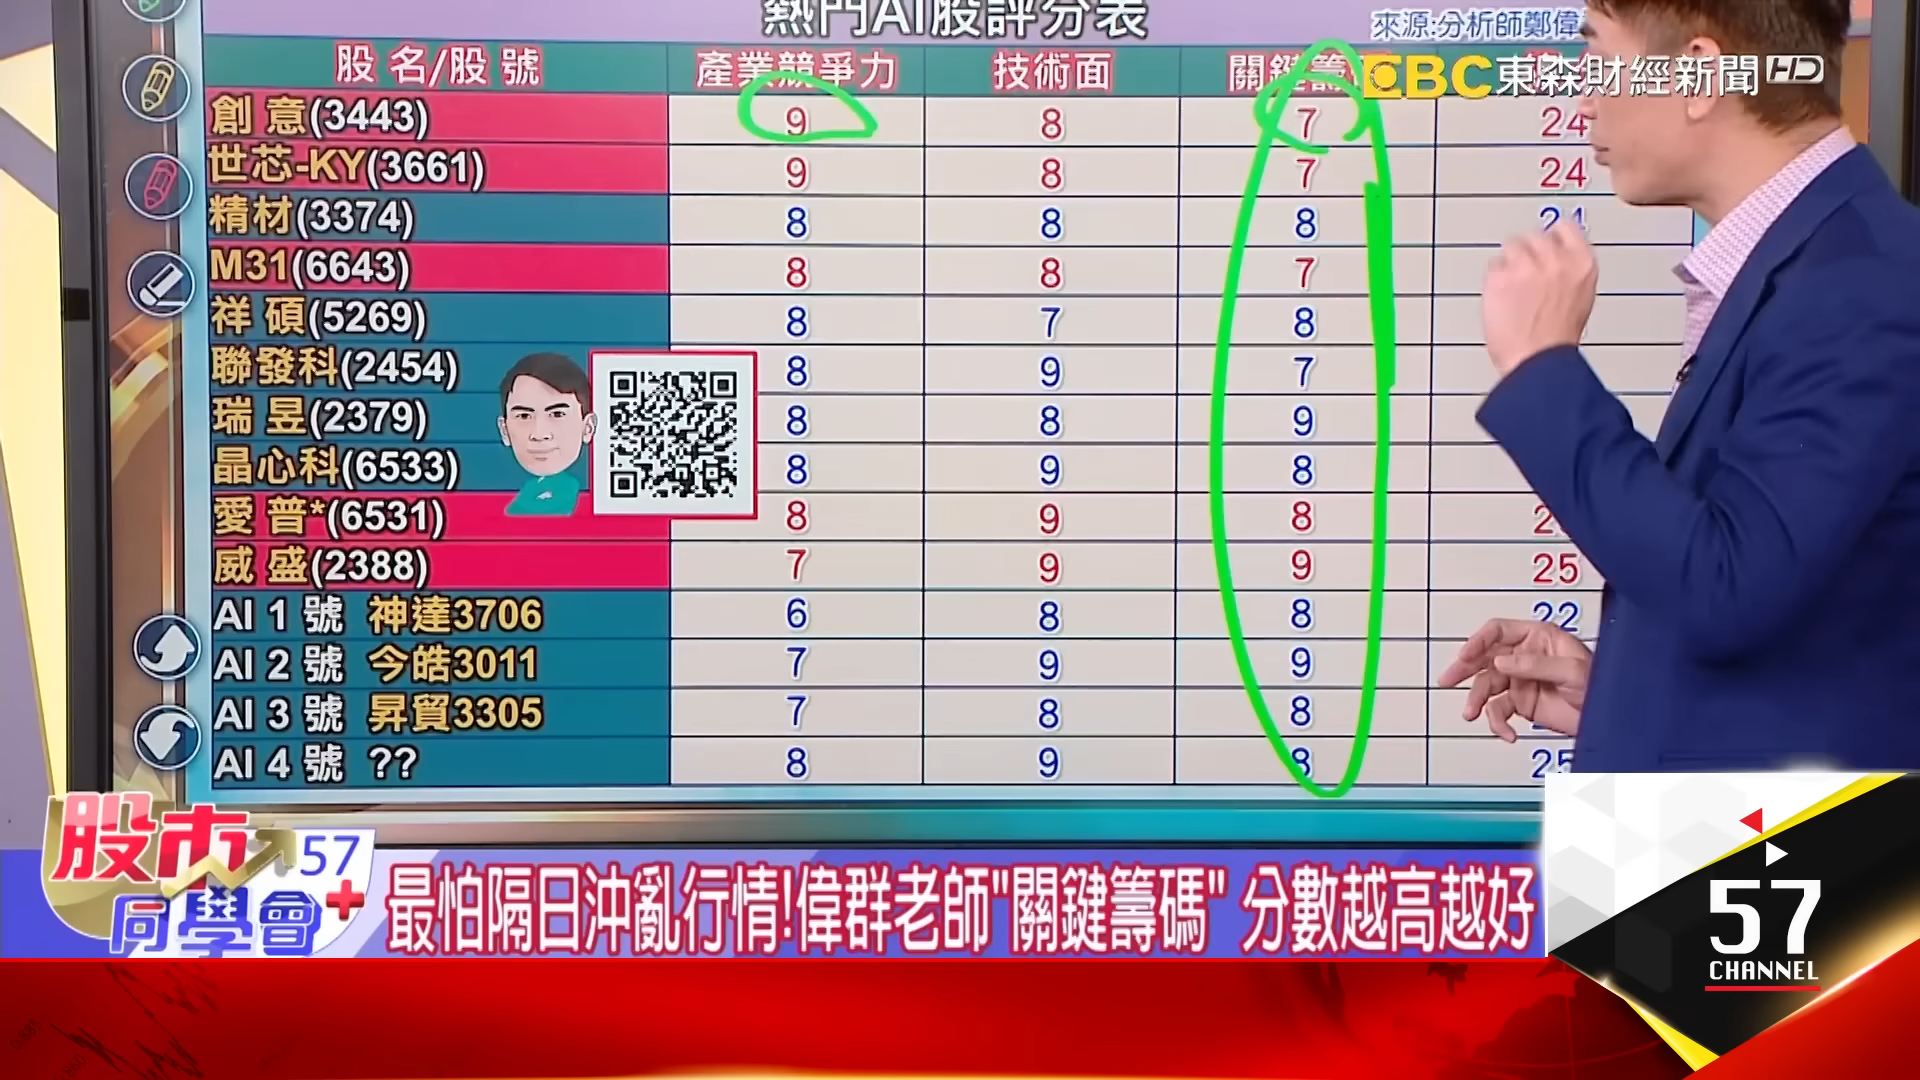 熱門AI股評分表
來源:分析師鄭偉
EBC東森財經新聞HD
股名/股號 產業競爭力 技術面 關鍵籌
創意(3443) 9 8 7 24
世芯-KY(3661) 9 8 7 24
精材(3374) 8 8 8 24
M31(6643) 8 8 7
祥碩(5269) 8 7 8
聯發科(2454) 8 9 7
瑞昱(2379) 8 8 9
晶心科(6533) 8 9 8
愛普*(6531) 8 9 8 2
威盛(2388) 7 9 9 25
AI 1 號 神達3706 6 8 8 22
AI 2 號 今皓3011 7 9 9
AI 3 號 昇貿3305 7 8 8
AI 4 號 ?? 8 9 8 25
股市57
同學會+
最怕隔日沖亂行情!偉群老師"關鍵籌碼" 分數越高越好
57
CHANNEL